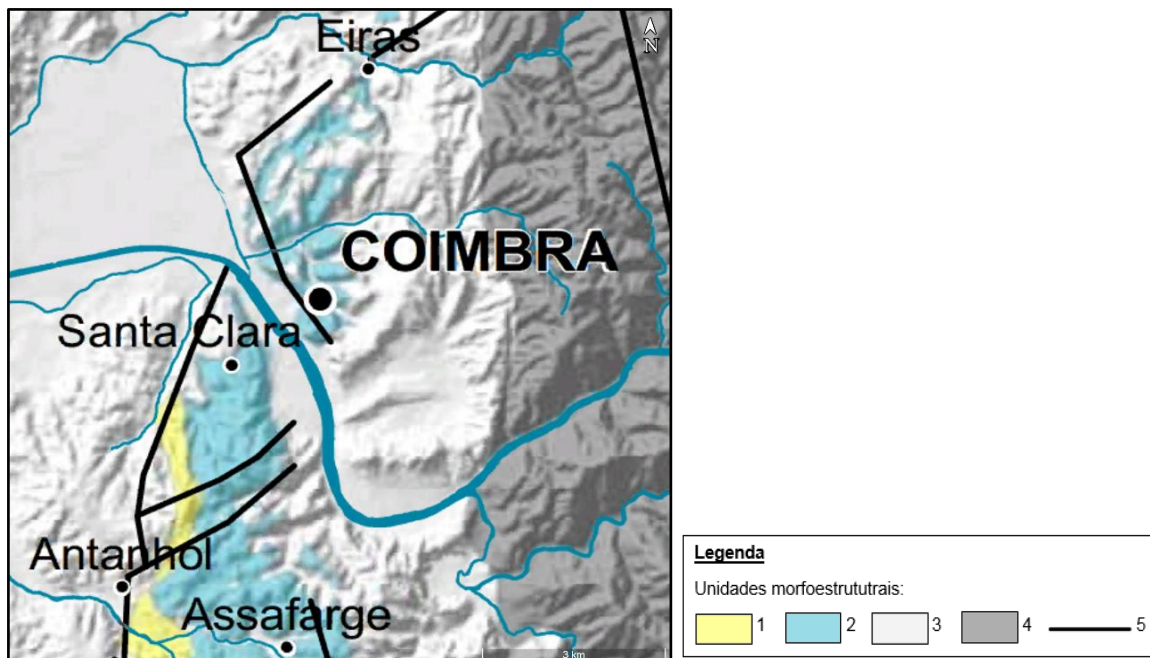 Eiras
N
COIMBRA
Santa Clara
Antanhol
Assafarge
3 km
Legenda
Unidades morfoestrututrais:
1 2 3 4 5